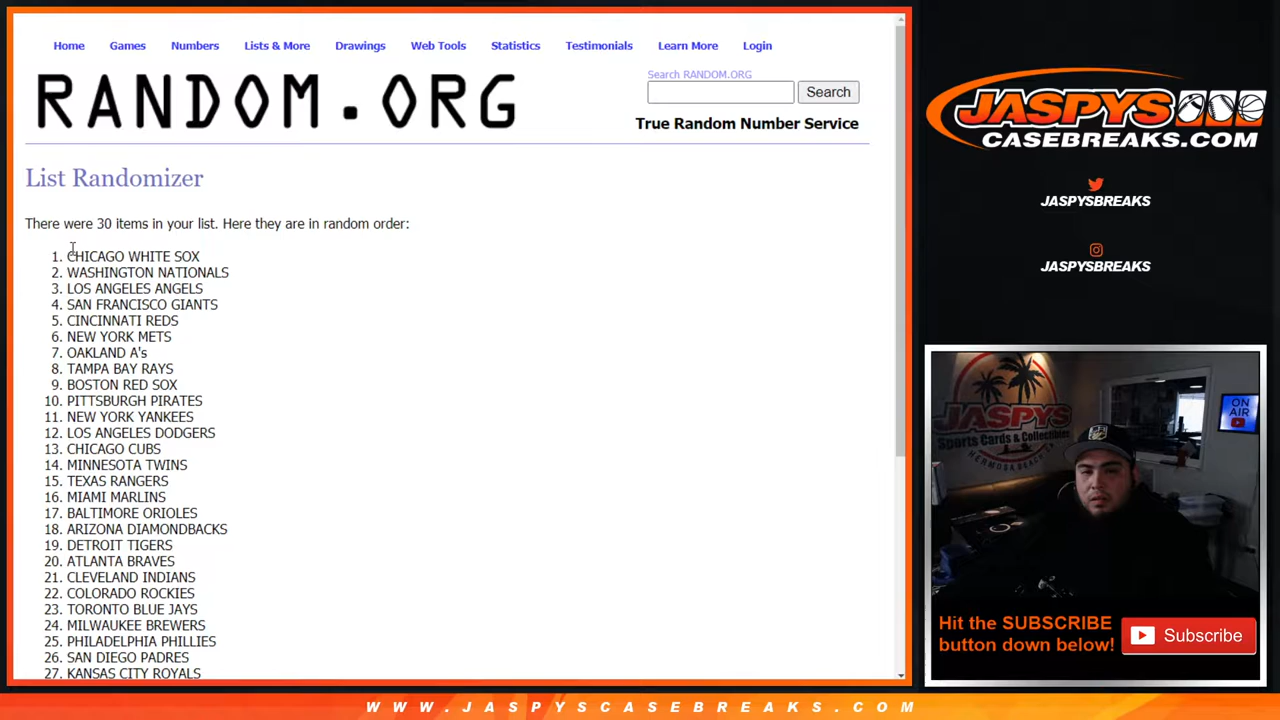 Home Games Numbers Lists & More Drawings Web Tools Statistics Testimonials Learn More Login
RANDOM.ORG
Search RANDOM.ORG
Search
True Random Number Service
List Randomizer
There were 30 items in your list. Here they are in random order:
1. CHICAGO WHITE SOX
2. WASHINGTON NATIONALS
3. LOS ANGELES ANGELS
4. SAN FRANCISCO GIANTS
5. CINCINNATI REDS
6. NEW YORK METS
7. OAKLAND A's
8. TAMPA BAY RAYS
9. BOSTON RED SOX
10. PITTSBURGH PIRATES
11. NEW YORK YANKEES
12. LOS ANGELES DODGERS
13. CHICAGO CUBS
14. MINNESOTA TWINS
15. TEXAS RANGERS
16. MIAMI MARLINS
17. BALTIMORE ORIOLES
18. ARIZONA DIAMONDBACKS
19. DETROIT TIGERS
20. ATLANTA BRAVES
21. CLEVELAND INDIANS
22. COLORADO ROCKIES
23. TORONTO BLUE JAYS
24. MILWAUKEE BREWERS
25. PHILADELPHIA PHILLIES
26. SAN DIEGO PADRES
27. KANSAS CITY ROYALS
JASPYS
CASEBREAKS.COM
JASPYSBREAKS
JASPYSBREAKS
JASPYS
Sports Cards & Collectibles
HERMOSA BEACH
ON
AIR
Hit the SUBSCRIBE
button down below!
Subscribe
WWW.JASPYSCASEBREAKS.COM